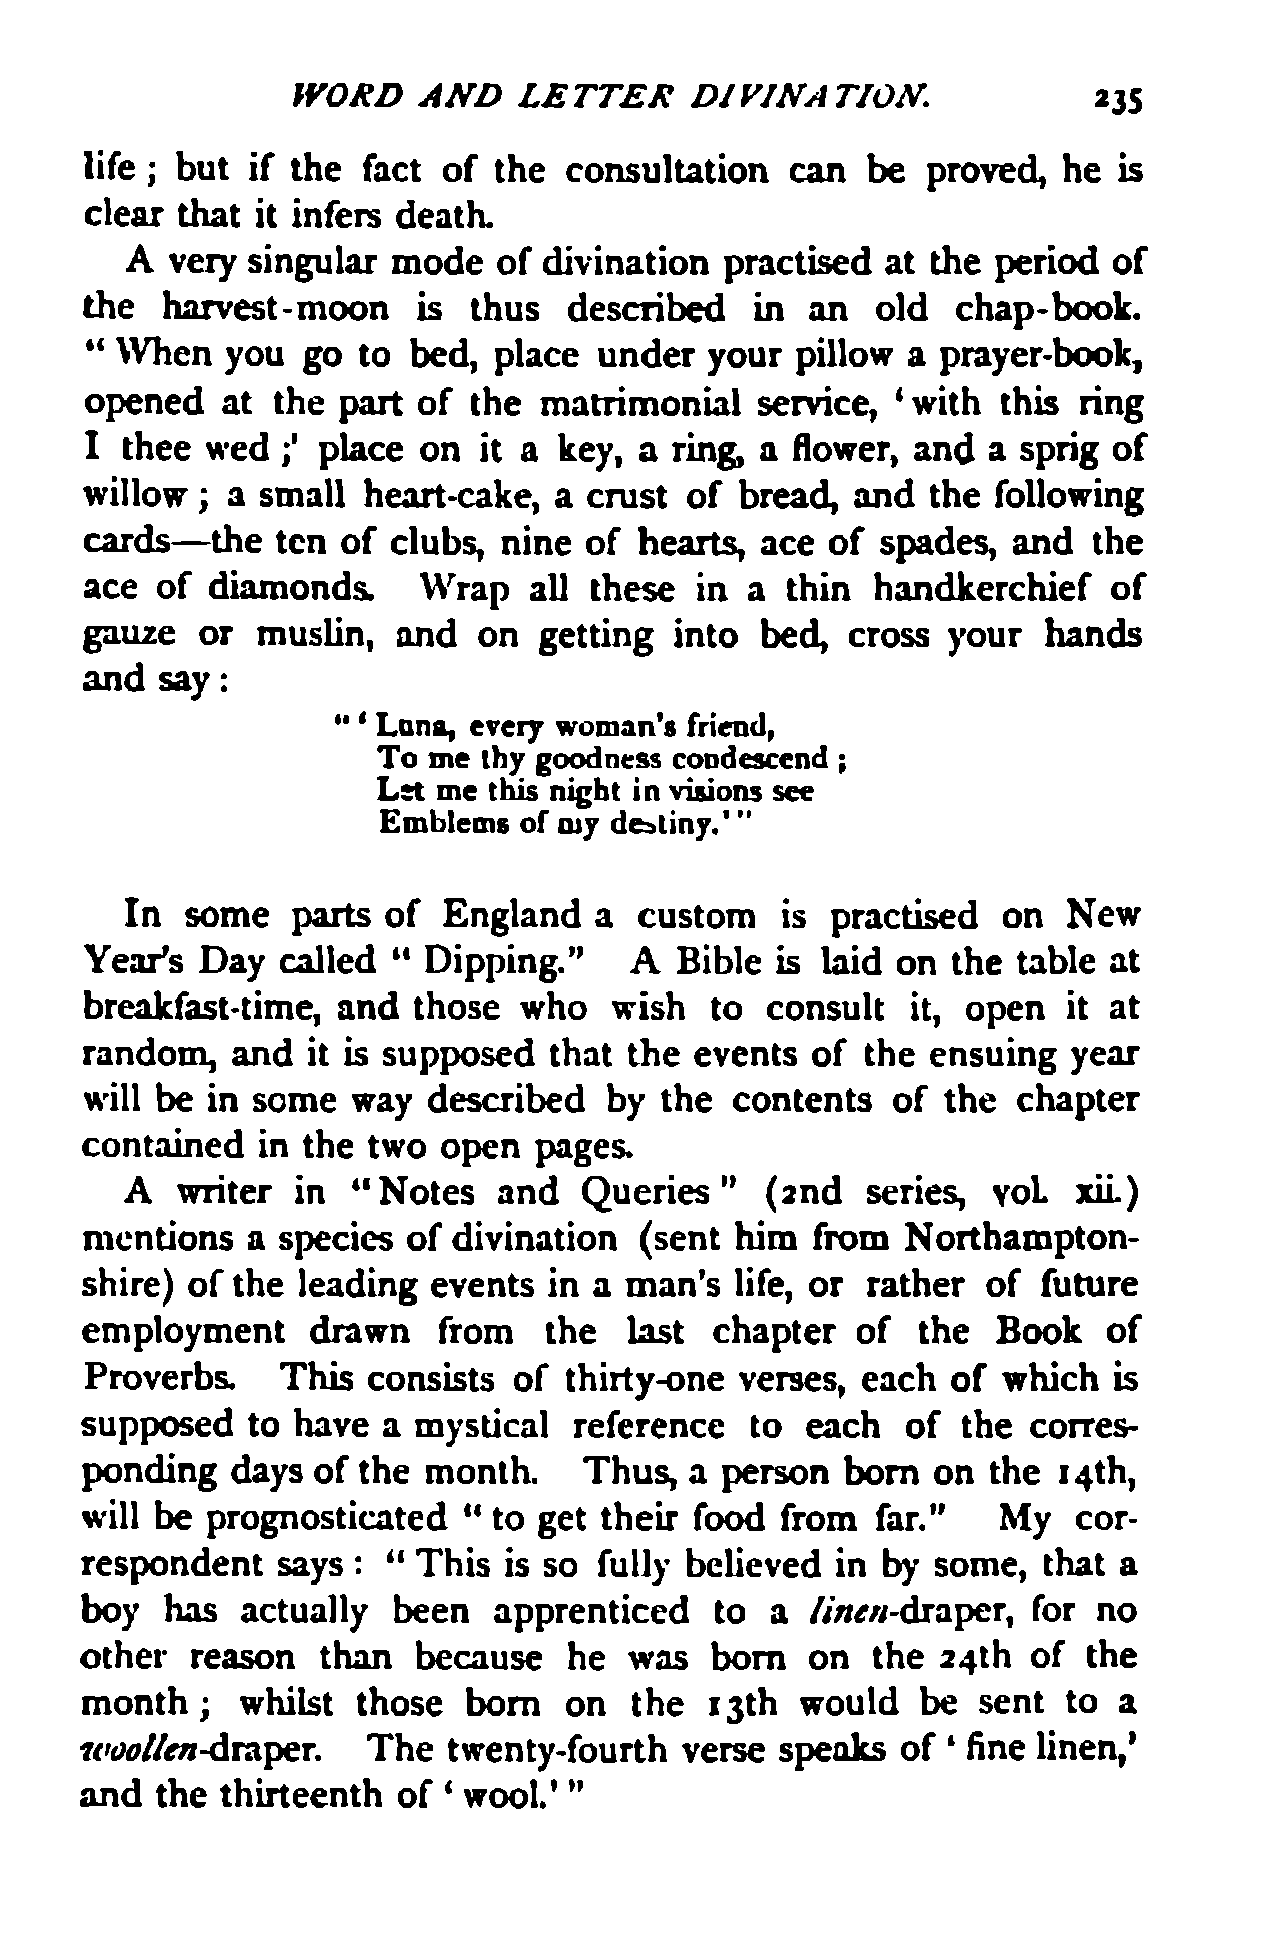 WORD AND LETTER DIVINATION. 235
life ; but if the fact of the consultation can be proved, he is
clear that it infers death.
A very singular mode of divination practised at the period of
the harvest-moon is thus described in an old chap-book.
" When you go to bed, place under your pillow a prayer-book,
opened at the part of the matrimonial service, ' with this ring
I thee wed ;' place on it a key, a ring, a flower, and a sprig of
willow ; a small heart-cake, a crust of bread, and the following
cards—the ten of clubs, nine of hearts, ace of spades, and the
ace of diamonds. Wrap all these in a thin handkerchief of
gauze or muslin, and on getting into bed, cross your hands
and say :
" ' Luna, every woman's friend,
To me thy goodness condescend ;
Let me this night in visions see
Emblems of my destiny.' "
In some parts of England a custom is practised on New
Year's Day called " Dipping." A Bible is laid on the table at
breakfast-time, and those who wish to consult it, open it at
random, and it is supposed that the events of the ensuing year
will be in some way described by the contents of the chapter
contained in the two open pages.
A writer in " Notes and Queries " (2nd series, vol. xii.)
mentions a species of divination (sent him from Northampton-
shire) of the leading events in a man's life, or rather of future
employment drawn from the last chapter of the Book of
Proverbs. This consists of thirty-one verses, each of which is
supposed to have a mystical reference to each of the corres-
ponding days of the month. Thus, a person born on the 14th,
will be prognosticated " to get their food from far." My cor-
respondent says : " This is so fully believed in by some, that a
boy has actually been apprenticed to a linen-draper, for no
other reason than because he was born on the 24th of the
month ; whilst those born on the 13th would be sent to a
woollen-draper. The twenty-fourth verse speaks of ' fine linen,'
and the thirteenth of ' wool.' "